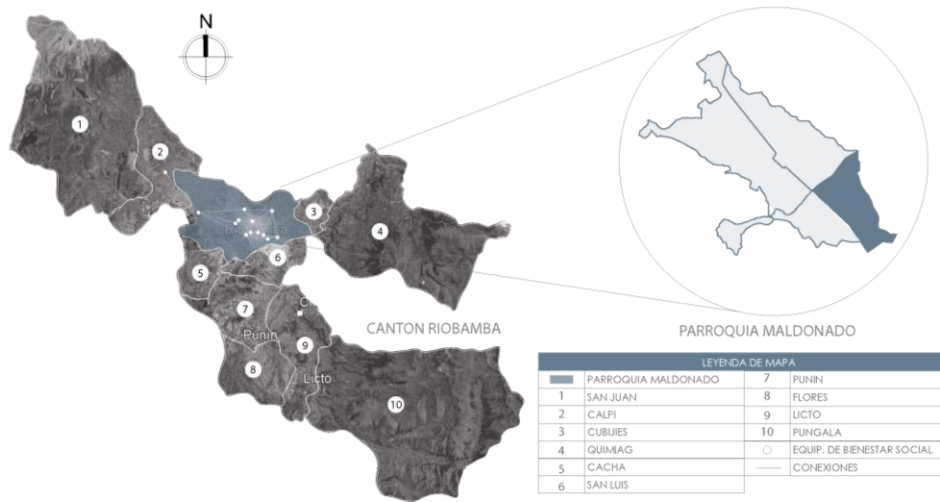 N
1
2
3
4
5
6
7
8
9
10
Punin
Licto
CANTON RIOBAMBA
PARROQUIA MALDONADO
LEYENDA DE MAPA
PARROQUIA MALDONADO
1 SAN JUAN
2 CALPI
3 CUBIJIES
4 QUIMIAG
5 CACHA
6 SAN LUIS
7 PUNIN
8 FLORES
9 LICTO
10 PUNGALA
EQUIP. DE BIENESTAR SOCIAL
CONEXIONES